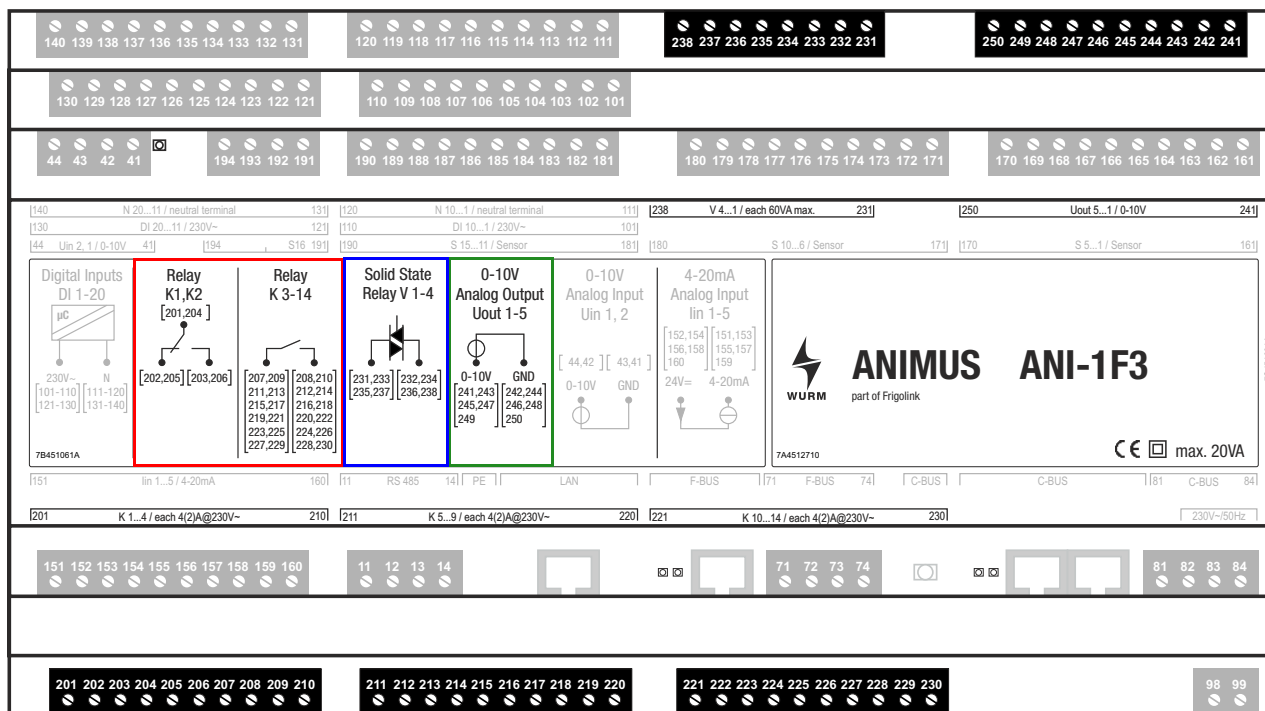 140 139 138 137 136 135 134 133 132 131
120 119 118 117 116 115 114 113 112 111
238 237 236 235 234 233 232 231
250 249 248 247 246 245 244 243 242 241
130 129 128 127 126 125 124 123 122 121
110 109 108 107 106 105 104 103 102 101
44 43 42 41
194 193 192 191
190 189 188 187 186 185 184 183 182 181
180 179 178 177 176 175 174 173 172 171
170 169 168 167 166 165 164 163 162 161
140 N 20...11 / neutral terminal 131
120 N 10...1 / neutral terminal 111
238 V 4...1 / each 60VA max. 231
250 Uout 5...1 / 0-10V 241
130 DI 20...11 / 230V~ 121
110 DI 10...1 / 230V~ 101
44 Uin 2, 1 / 0-10V 41
194 S16 191
190 S 15...11 / Sensor 181
180 S 10...6 / Sensor 171
170 S 5...1 / Sensor 161
Digital Inputs
DI 1-20
µC
230V~ N
[101-110] [111-120]
[121-130] [131-140]
7B451061A
Relay
K1,K2
[201,204]
[202,205] [203,206]
Relay
K 3-14
[207,209] [208,210]
211,213 212,214
215,217 216,218
219,221 220,222
223,225 224,226
[227,229] [228,230]
Solid State
Relay V 1-4
[231,233] [232,234]
[235,237] [236,238]
0-10V
Analog Output
Uout 1-5
0-10V GND
241,243 242,244
245,247 246,248
249 250
0-10V
Analog Input
Uin 1, 2
[44,42] [43,41]
0-10V GND
4-20mA
Analog Input
Iin 1-5
152,154 151,153
156,158 155,157
160 159
24V= 4-20mA
WURM
ANIMUS ANI-1F3
part of Frigolink
7A4512710
CE max. 20VA
151 Iin 1...5 / 4-20mA 160
11 RS 485 14
PE
LAN
F-BUS
71 F-BUS 74
C-BUS
C-BUS
81 C-BUS 84
201 K 1...4 / each 4(2)A@230V~ 210
211 K 5...9 / each 4(2)A@230V~ 220
221 K 10...14 / each 4(2)A@230V~ 230
230V~/50Hz
151 152 153 154 155 156 157 158 159 160
11 12 13 14
71 72 73 74
81 82 83 84
201 202 203 204 205 206 207 208 209 210
211 212 213 214 215 216 217 218 219 220
221 222 223 224 225 226 227 228 229 230
98 99